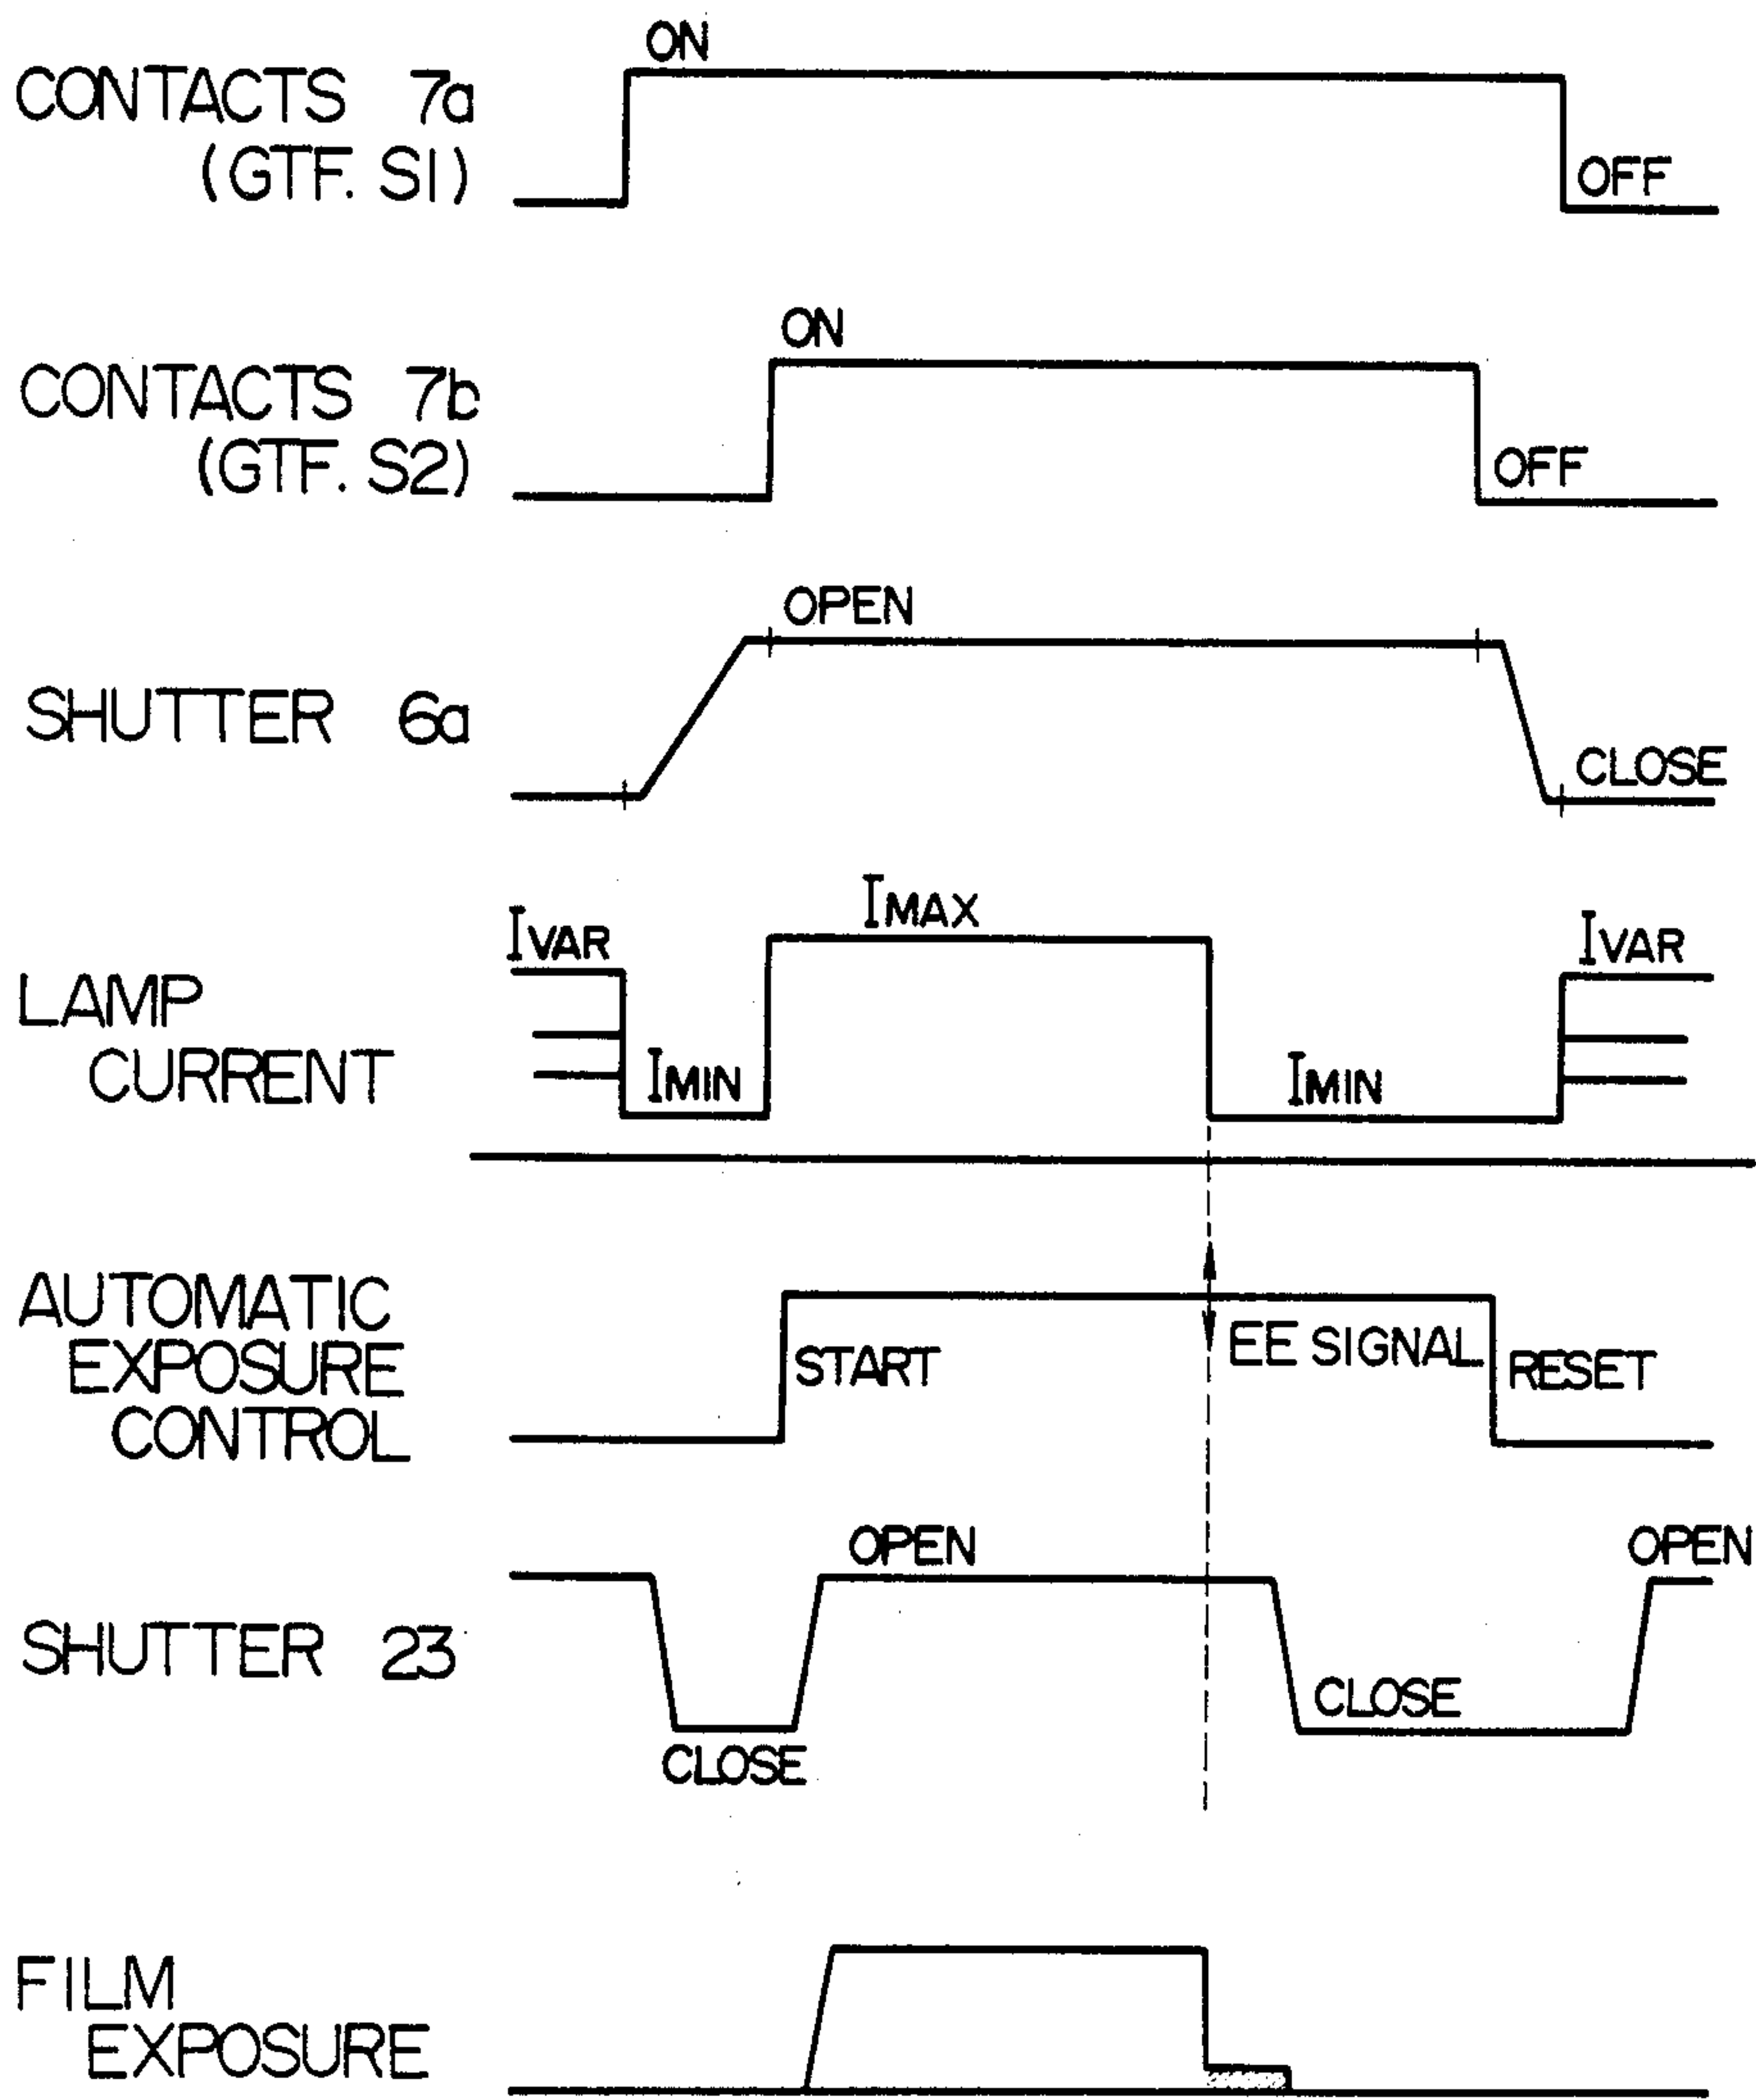 ON
CONTACTS 7a
(GTF. S1)
OFF
ON
CONTACTS 7b
(GTF. S2)
OFF
OPEN
SHUTTER 6a
CLOSE
IMAX
IVAR
IVAR
LAMP
CURRENT
IMIN
IMIN
AUTOMATIC
EXPOSURE
CONTROL
START
EE SIGNAL
RESET
OPEN
OPEN
SHUTTER 23
CLOSE
CLOSE
FILM
EXPOSURE